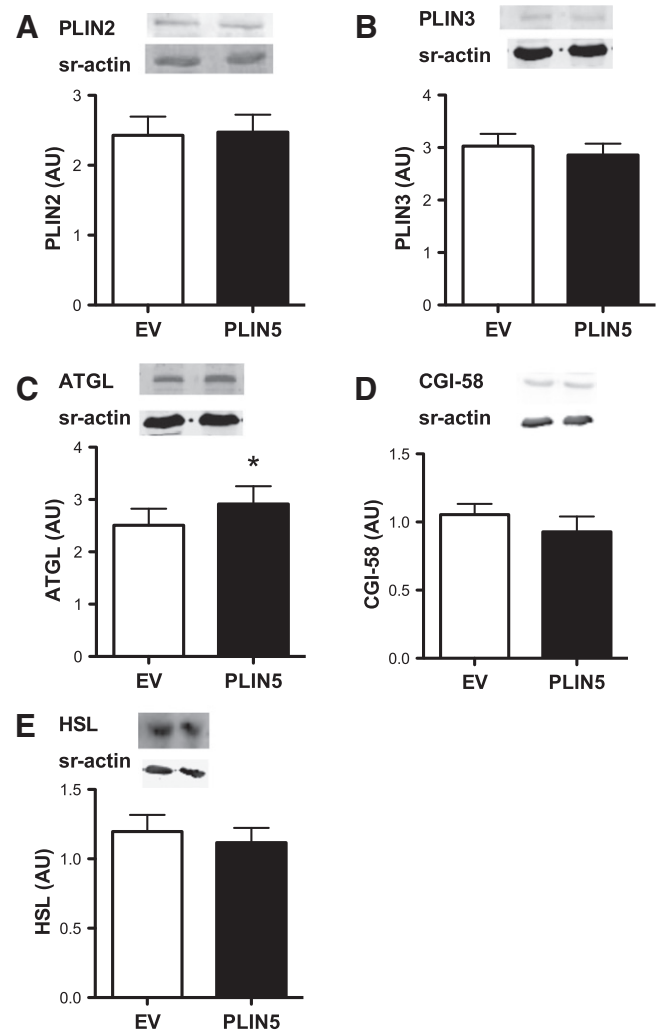 A PLIN2
sr-actin
3
2
1
0
PLIN2 (AU)
EV PLIN5
B PLIN3
sr-actin
4
3
2
1
0
PLIN3 (AU)
EV PLIN5
C ATGL
sr-actin
4
3
2
1
0
ATGL (AU)
*
EV PLIN5
D CGI-58
sr-actin
1.5
1.0
0.5
0.0
CGI-58 (AU)
EV PLIN5
E HSL
sr-actin
1.5
1.0
0.5
0.0
HSL (AU)
EV PLIN5